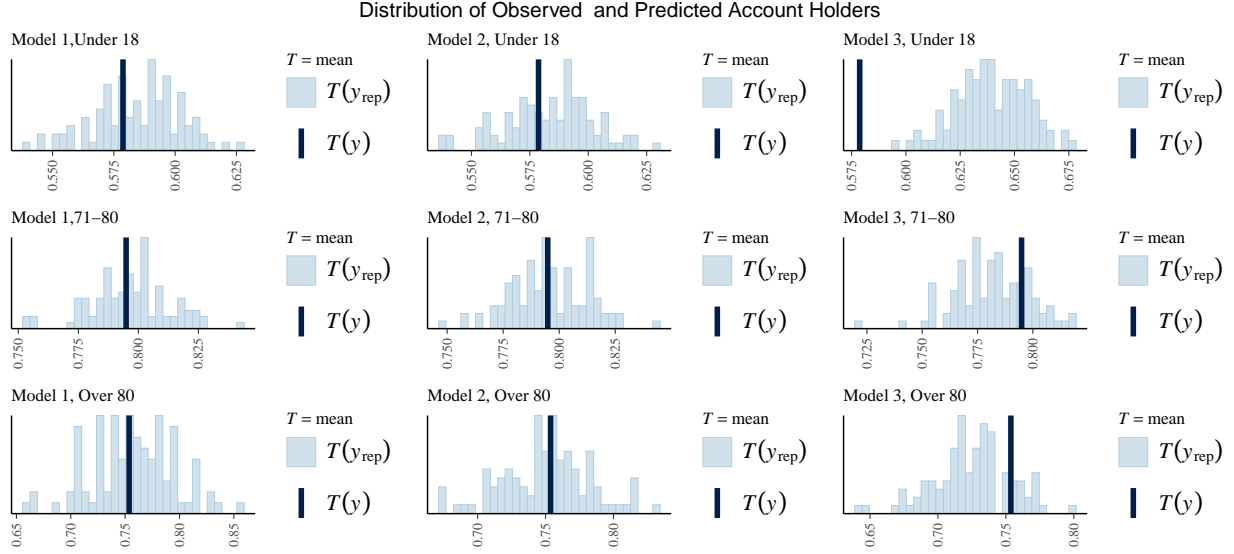 Distribution of Observed  and Predicted Account Holders
Model 1,Under 18
T = mean
T(yrep)
T(y)
0.550
0.575
0.600
0.625
Model 2, Under 18
T = mean
T(yrep)
T(y)
0.550
0.575
0.600
0.625
Model 3, Under 18
T = mean
T(yrep)
T(y)
0.575
0.600
0.625
0.650
0.675
Model 1,71–80
T = mean
T(yrep)
T(y)
0.750
0.775
0.800
0.825
Model 2, 71–80
T = mean
T(yrep)
T(y)
0.750
0.775
0.800
0.825
Model 3, 71–80
T = mean
T(yrep)
T(y)
0.725
0.750
0.775
0.800
Model 1, Over 80
T = mean
T(yrep)
T(y)
0.65
0.70
0.75
0.80
0.85
Model 2, Over 80
T = mean
T(yrep)
T(y)
0.70
0.75
0.80
Model 3, Over 80
T = mean
T(yrep)
T(y)
0.65
0.70
0.75
0.80